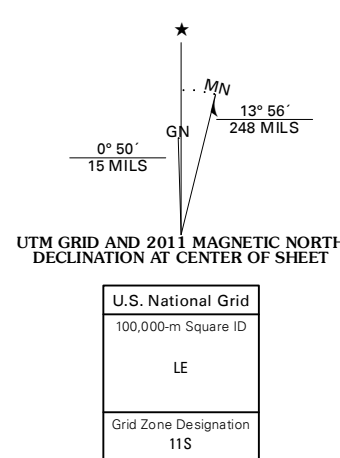 ★
MN
13° 56´
248 MILS
GN
0° 50´
15 MILS
UTM GRID AND 2011 MAGNETIC NORTH
DECLINATION AT CENTER OF SHEET
U.S. National Grid
100,000-m Square ID
LE
Grid Zone Designation
11S